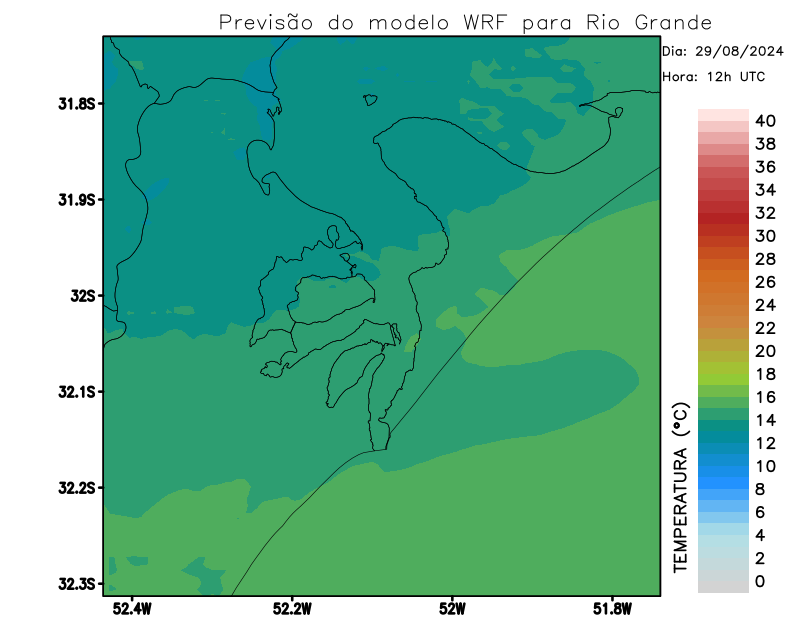 Previsão do modelo WRF para Rio Grande
Dia: 29/08/2024
Hora: 12h UTC
31.8S
31.9S
32S
32.1S
32.2S
32.3S
52.4W
52.2W
52W
51.8W
TEMPERATURA (°C)
40
38
36
34
32
30
28
26
24
22
20
18
16
14
12
10
8
6
4
2
0